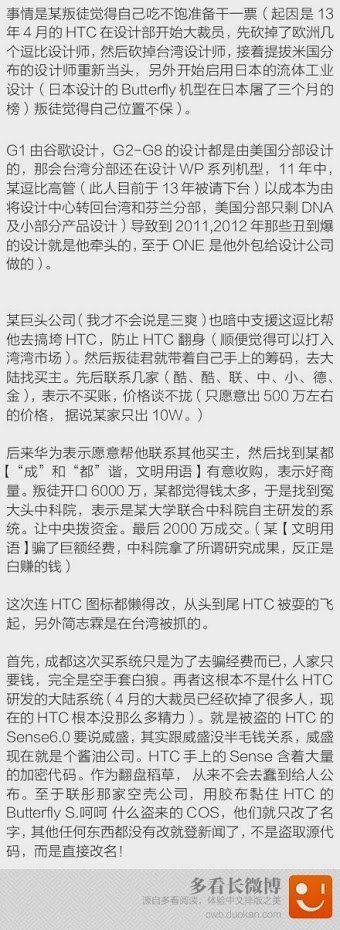 事情是某叛徒觉得自己吃不饱准备干一票（起因是 13
年 4 月的 HTC 在设计部开始大裁员，先砍掉了欧洲几
个逗比设计师，然后砍掉台湾设计师，接着提拔米国分
布的设计师重新当头，另外开始启用日本的流体工业
设计（日本设计的 Butterfly 机型在日本屠了三个月的
榜）叛徒觉得自己位置不保）。
G1 由谷歌设计，G2-G8 的设计都是由美国分部设计
的，那会台湾分部还在设计 WP 系列机型，11 年中，
某逗比高管（此人目前于 13 年被请下台）以成本为由
将设计中心转回台湾和芬兰分部，美国分部只剩 DNA
及小部分产品设计）导致到 2011,2012 年那些丑到爆
的设计就是他牵头的，至于 ONE 是他外包给设计公司
做的）。
某巨头公司（我才不会说是三爽）也暗中支援这逗比帮
他去搞垮 HTC，防止 HTC 翻身（顺便觉得可以打入
湾湾市场）。然后叛徒君就带着自己手上的筹码，去大
陆找买主。先后联系几家（酷、酷、联、中、小、德、
金），表示不买账，价格谈不拢（只愿意出 500 万左右
的价格，据说某家只出 10W。）
后来华为表示愿意帮他联系其他买主，然后找到某都
【“成”和“都”谐，文明用语】有意收购，表示好商
量。叛徒开口 6000 万，某都觉得钱太多，于是找到冤
大头中科院，表示是某大学联合中科院自主研发的系
统。让中央拨资金。最后 2000 万成交。（某【文明用
语】骗了巨额经费，中科院拿了所谓研究成果，反正是
白赚的钱）
这次连 HTC 图标都懒得改，从头到尾 HTC 被耍的飞
起，另外简志霖是在台湾被抓的。
首先，成都这次买系统只是为了去骗经费而已，人家只
要钱，完全是空手套白狼。再者这根本不是什么 HTC
研发的大陆系统（4 月的大裁员已经砍掉了很多人，现
在的 HTC 根本没那么多精力）。就是被盗的 HTC 的
Sense6.0 要说威盛，其实跟威盛没半毛钱关系，威盛
现在就是个酱油公司。HTC 手上的 Sense 含着大量
的加密代码。作为翻盘稻草， 从来不会去蠢到给人公
布。至于联彤那家空壳公司，用胶布黏住 HTC 的
Butterfly S.呵呵 什么盗来的 COS，他们就只改了名
字，其他任何东西都没有改就登新闻了，不是盗取源代
码，而是直接改名！
多看长微博
源自多看阅读，体验中文排版之美
cwb.duokan.com